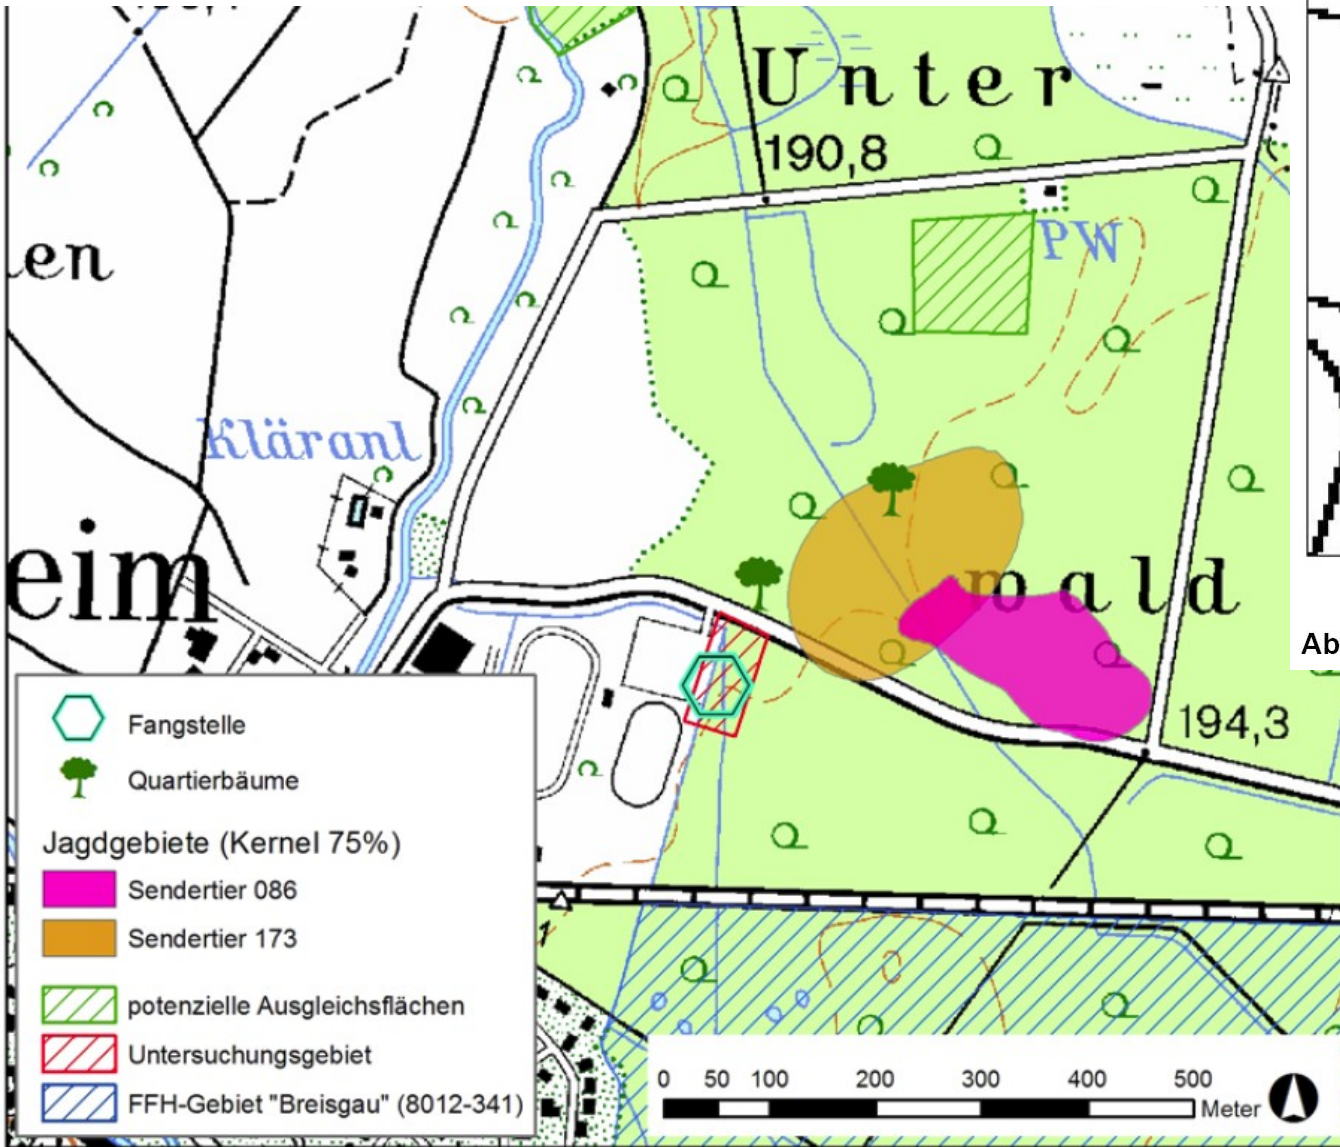 Unter
190,8
PW
en
Kläranl
eim
wald
Ab
194,3
Fangstelle
Quartierbäume
Jagdgebiete (Kernel 75%)
Sendertier 086
Sendertier 173
potenzielle Ausgleichsflächen
Untersuchungsgebiet
FFH-Gebiet "Breisgau" (8012-341)
0 50 100 200 300 400 500
Meter